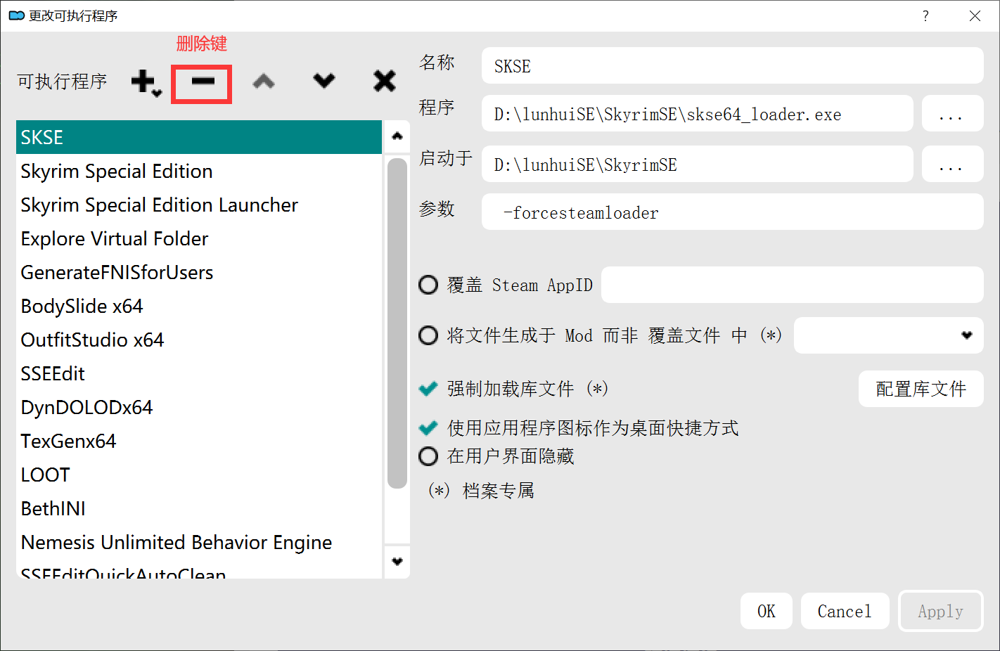 更改可执行程序
删除键
可执行程序
SKSE
Skyrim Special Edition
Skyrim Special Edition Launcher
Explore Virtual Folder
GenerateFNISforUsers
BodySlide x64
OutfitStudio x64
SSEEdit
DynDOLODx64
TexGenx64
LOOT
BethINI
Nemesis Unlimited Behavior Engine
SSEEditQuickAutoClean
名称 SKSE
程序 D:\lunhuiSE\SkyrimSE\skse64_loader.exe ...
启动于 D:\lunhuiSE\SkyrimSE ...
参数 -forcesteamloader
覆盖 Steam AppID
将文件生成于 Mod 而非 覆盖文件 中 (*)
强制加载库文件 (*) 配置库文件
使用应用程序图标作为桌面快捷方式
在用户界面隐藏
(*) 档案专属
OK Cancel Apply